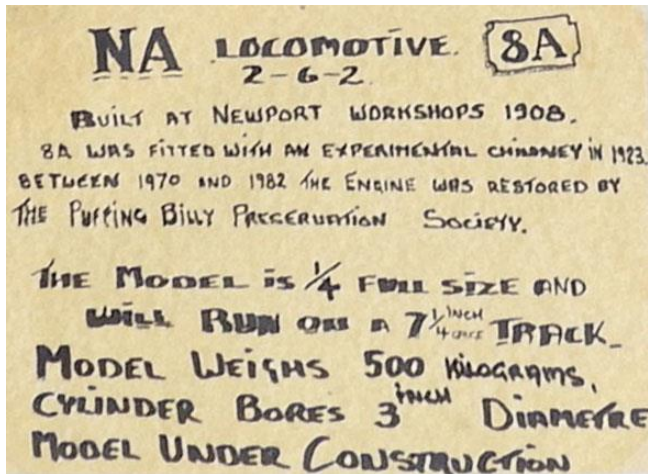 NA LOCOMOTIVE. 8A
2-6-2.
BUILT AT NEWPORT WORKSHOPS 1908.
8A WAS FITTED WITH AN EXPERIMENTAL CHIMNEY IN 1923.
BETWEEN 1970 AND 1982 THE ENGINE WAS RESTORED BY
THE PUFFING BILLY PRESERVATION SOCIETY.
THE MODEL is 1/4 FULL SIZE AND
WILL RUN ON A 7 1/4 INCH TRACK_
MODEL WEIGHS 500 KILOGRAMS,
CYLINDER BORES 3 INCH DIAMETRE
MODEL UNDER CONSTRUCTION